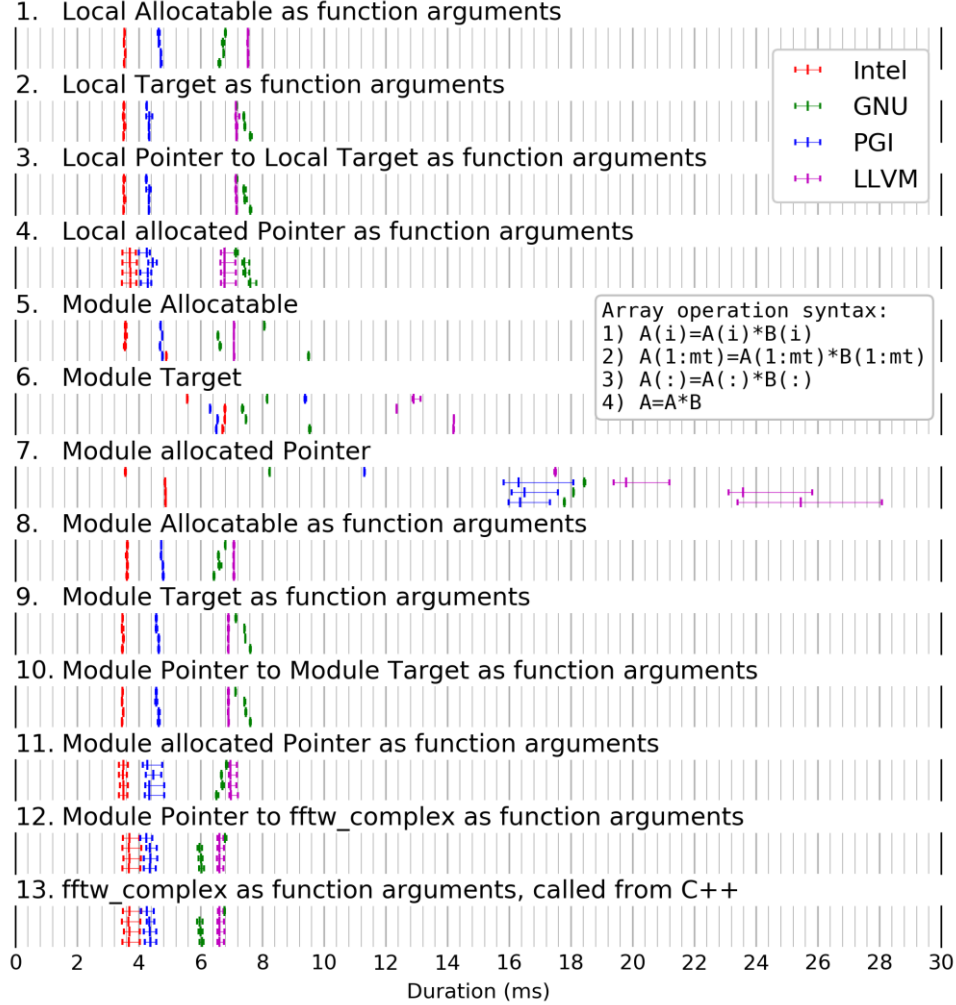 1. Local Allocatable as function arguments
Intel
GNU
PGI
LLVM
2. Local Target as function arguments
3. Local Pointer to Local Target as function arguments
4. Local allocated Pointer as function arguments
5. Module Allocatable
Array operation syntax:
1) A(i)=A(i)*B(i)
2) A(1:mt)=A(1:mt)*B(1:mt)
3) A(:)=A(:)*B(:)
4) A=A*B
6. Module Target
7. Module allocated Pointer
8. Module Allocatable as function arguments
9. Module Target as function arguments
10. Module Pointer to Module Target as function arguments
11. Module allocated Pointer as function arguments
12. Module Pointer to fftw_complex as function arguments
13. fftw_complex as function arguments, called from C++
0 2 4 6 8 10 12 14 16 18 20 22 24 26 28 30
Duration (ms)